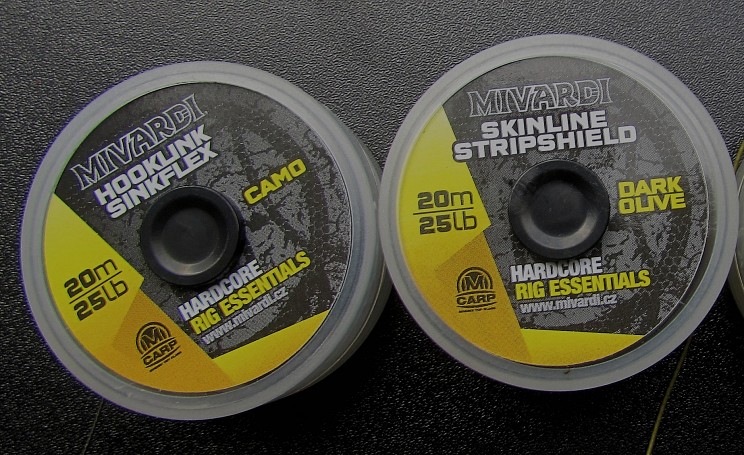 MIVARDI
HOOKLINK
SINKFLEX
CAMO
20m
25lb
HARDCORE
RIG ESSENTIALS
www.mivardi.cz
M
CARP
MIVARDI
SKINLINE
STRIPSHIELD
20m
25lb
DARK
OLIVE
HARDCORE
RIG ESSENTIALS
www.mivardi.cz
M
CARP